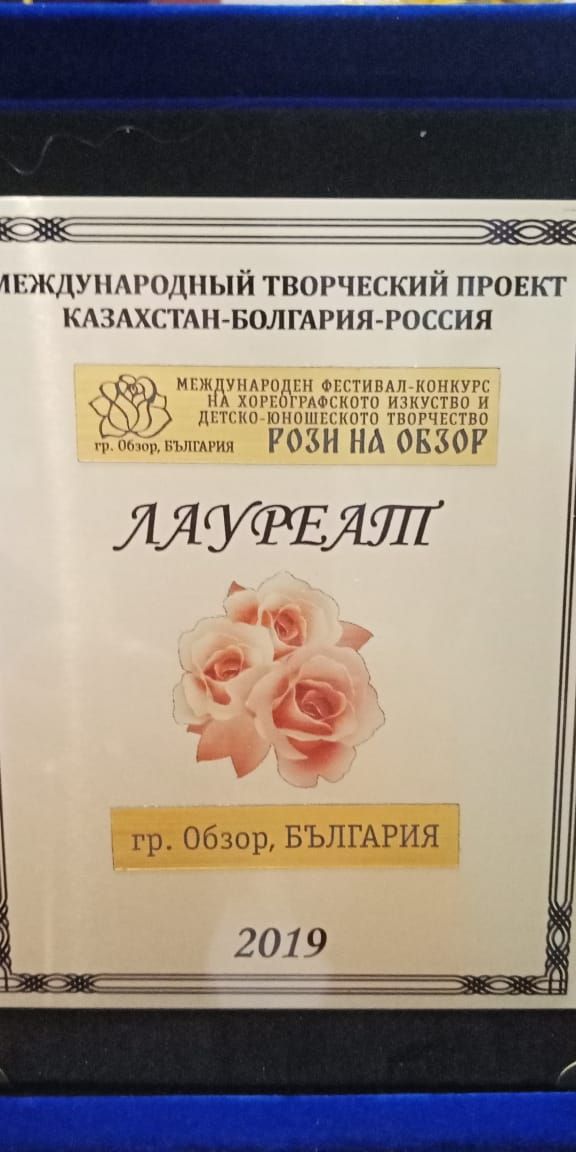 МЕЖДУНАРОДНЫЙ ТВОРЧЕСКИЙ ПРОЕКТ
КАЗАХСТАН-БОЛГАРИЯ-РОССИЯ
МЕЖДУНАРОДЕН ФЕСТИВАЛ-КОНКУРС
НА ХОРЕОГРАФСКОТО ИЗКУСТВО И
ДЕТСКО-ЮНОШЕСКОТО ТВОРЧЕСТВО
гр. Обзор, БЪЛГАРИЯ РОЗИ НА ОБЗОР
ЛАУРЕАТ
гр. Обзор, БЪЛГАРИЯ
2019